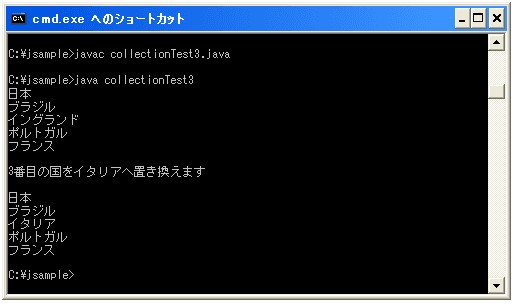 cmd.exe へのショートカット
C:¥jsample>javac collectionTest3.java
C:¥jsample>java collectionTest3
日本
ブラジル
イングランド
ポルトガル
フランス
3番目の国をイタリアへ置き換えます
日本
ブラジル
イタリア
ポルトガル
フランス
C:¥jsample>